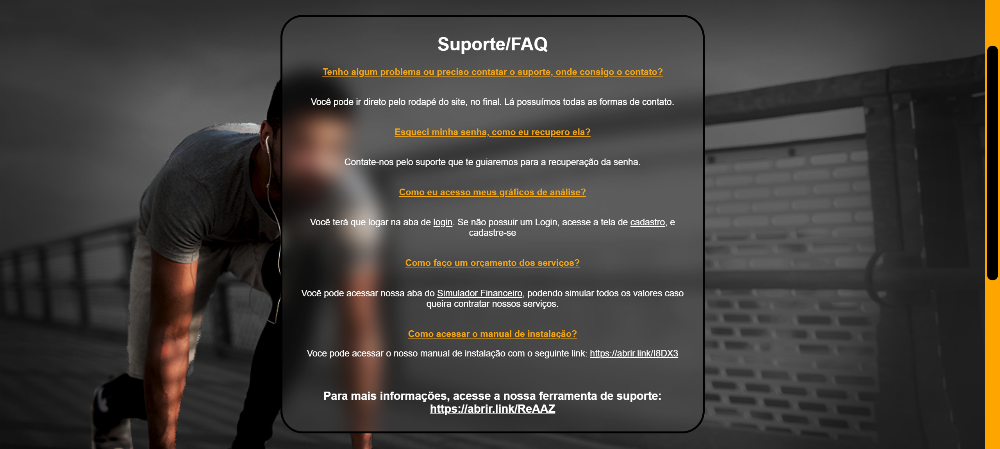 Suporte/FAQ
Tenho algum problema ou preciso contatar o suporte, onde consigo o contato?
Você pode ir direto pelo rodapé do site, no final. Lá possuímos todas as formas de contato.
Esqueci minha senha, como eu recupero ela?
Contate-nos pelo suporte que te guiaremos para a recuperação da senha.
Como eu acesso meus gráficos de análise?
Você terá que logar na aba de login. Se não possuir um Login, acesse a tela de cadastro, e
cadastre-se
Como faço um orçamento dos serviços?
Você pode acessar nossa aba do Simulador Financeiro, podendo simular todos os valores caso
queira contratar nossos serviços.
Como acessar o manual de instalação?
Voce pode acessar o nosso manual de instalação com o seguinte link: https://abrir.link/I8DX3
Para mais informações, acesse a nossa ferramenta de suporte:
https://abrir.link/ReAAZ